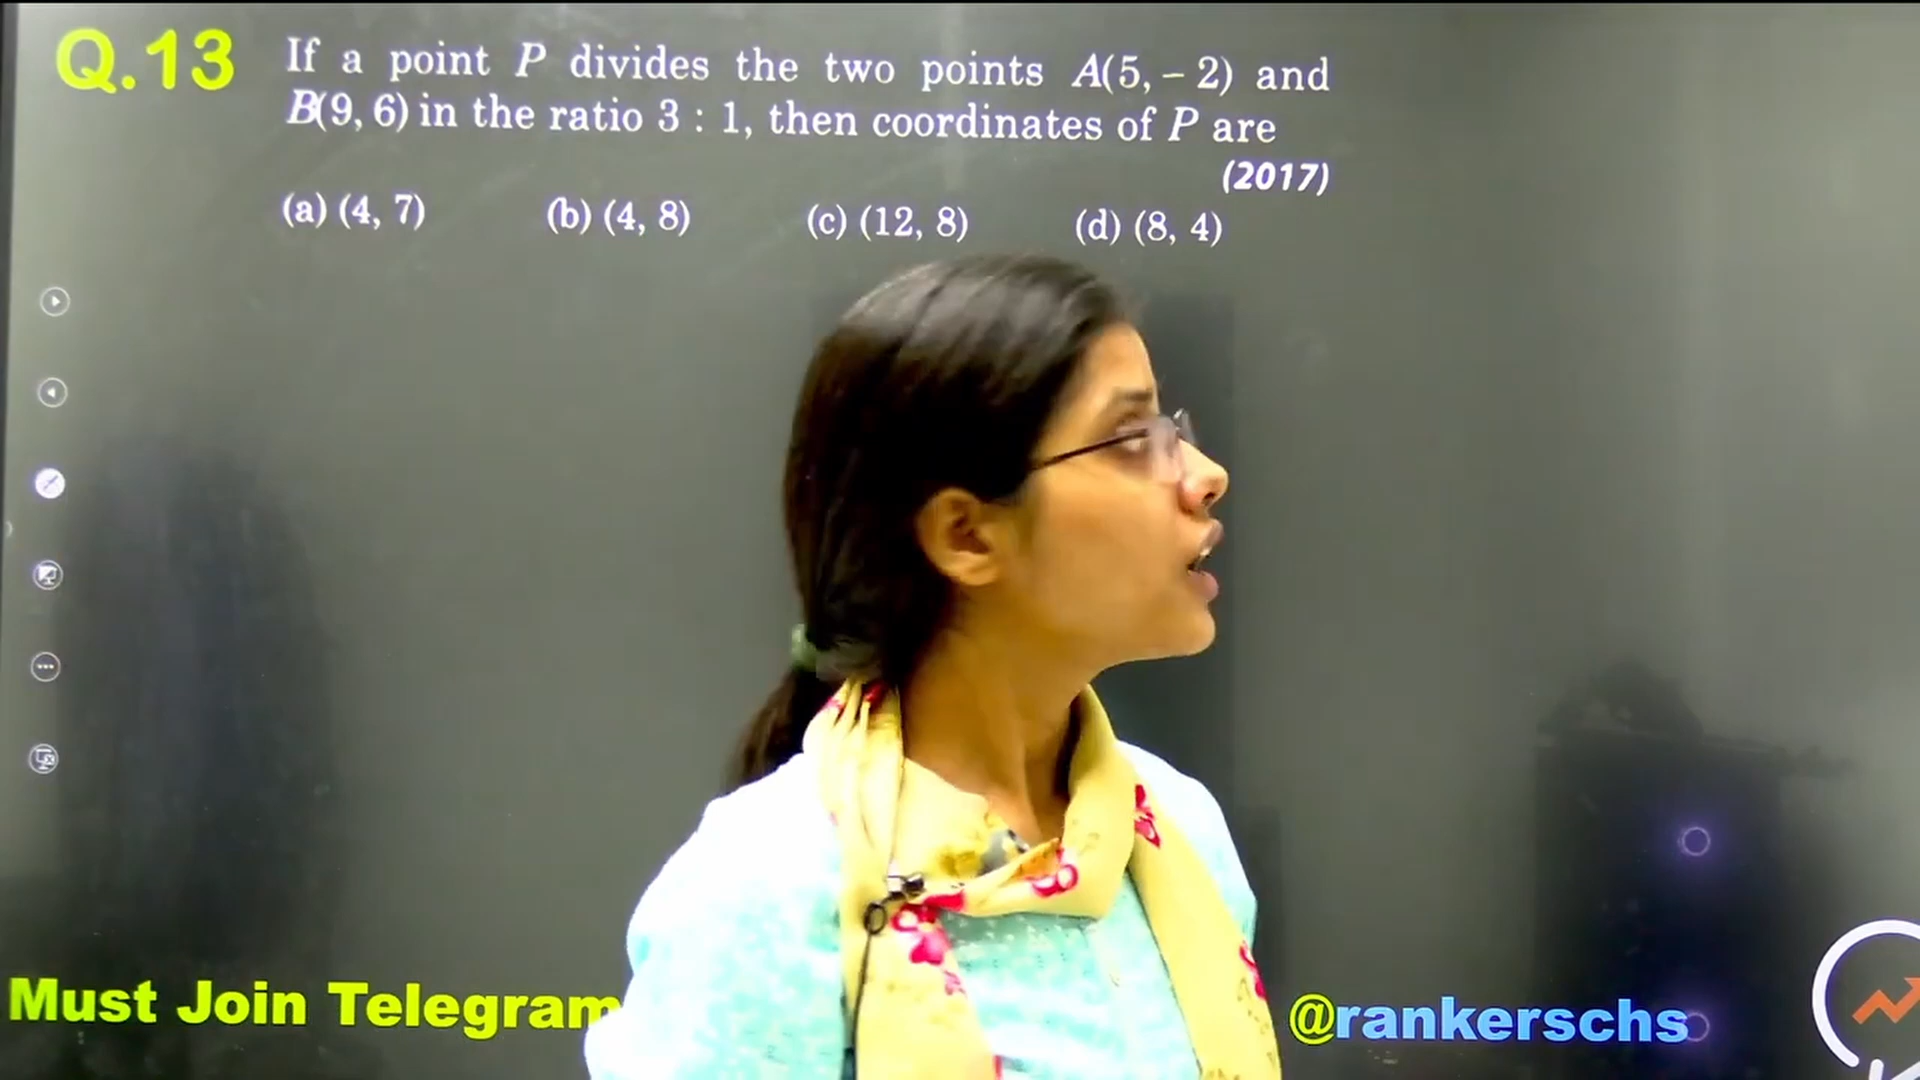 Q.13
If a point P divides the two points A(5, – 2) and
B(9, 6) in the ratio 3 : 1, then coordinates of P are
(2017)
(a) (4, 7) (b) (4, 8) (c) (12, 8) (d) (8, 4)
Must Join Telegram @rankerschs